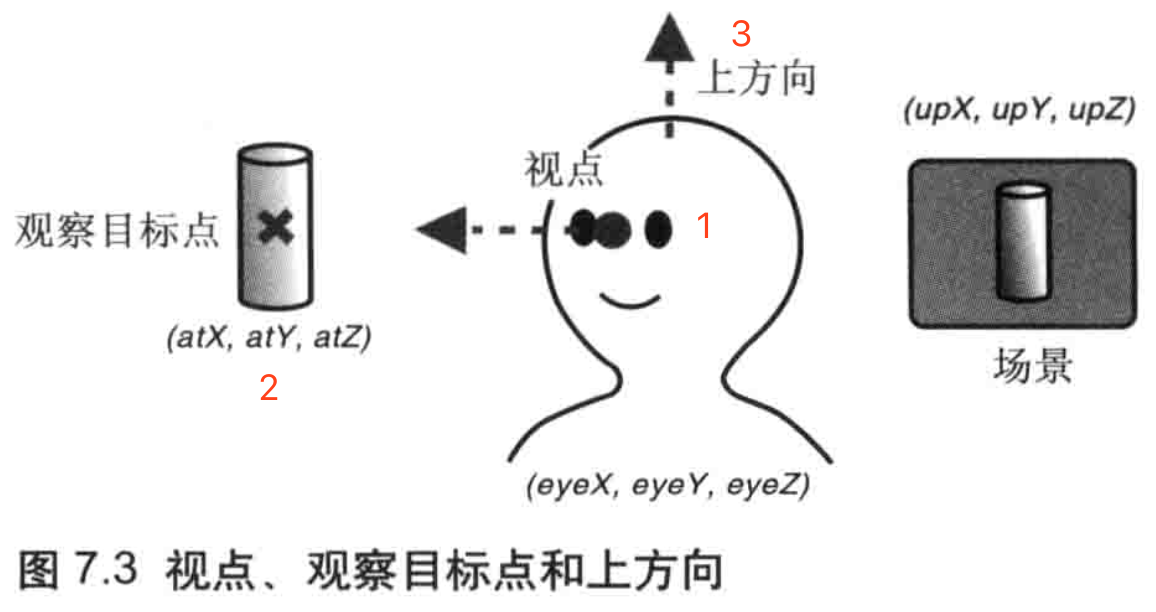 3
上方向
(upX, upY, upZ)
视点
观察目标点
1
(atX, atY, atZ)
2
场景
(eyeX, eyeY, eyeZ)
图 7.3 视点、观察目标点和上方向